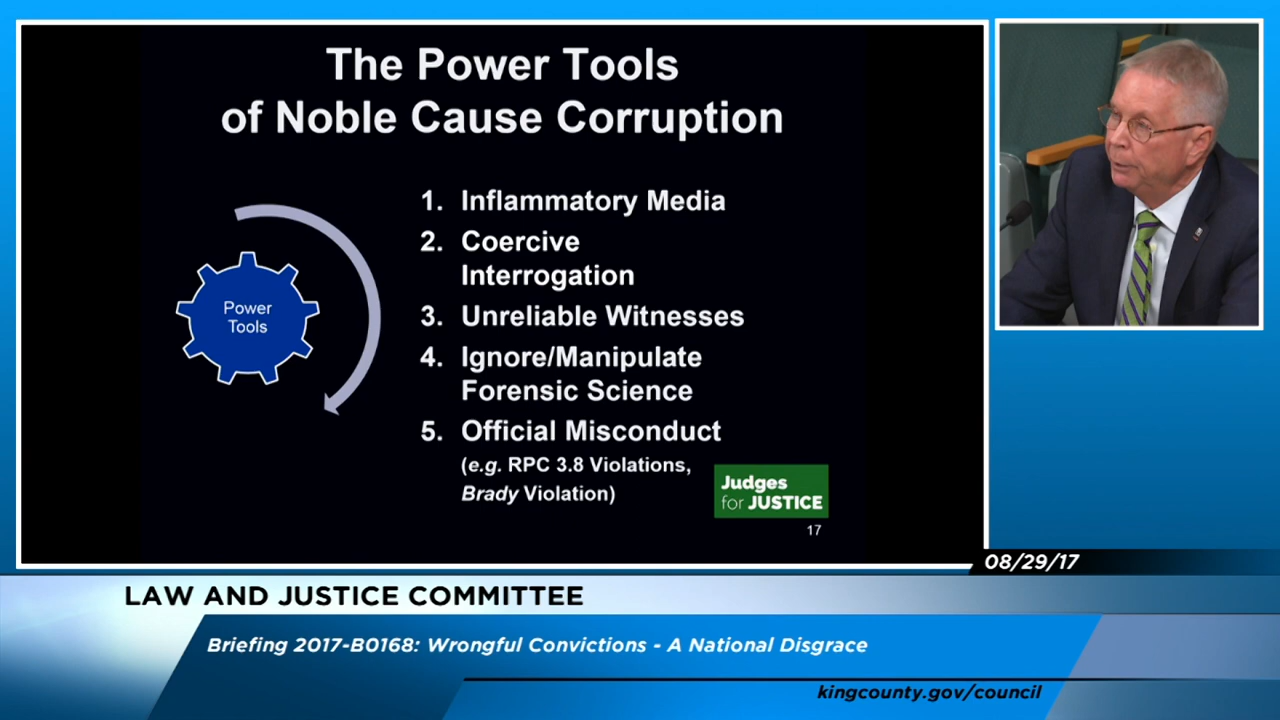 The Power Tools
of Noble Cause Corruption
Power
Tools
1. Inflammatory Media
2. Coercive
Interrogation
3. Unreliable Witnesses
4. Ignore/Manipulate
Forensic Science
5. Official Misconduct
(e.g. RPC 3.8 Violations,
Brady Violation)
Judges
for JUSTICE
17
08/29/17
LAW AND JUSTICE COMMITTEE
Briefing 2017-B0168: Wrongful Convictions - A National Disgrace
kingcounty.gov/council